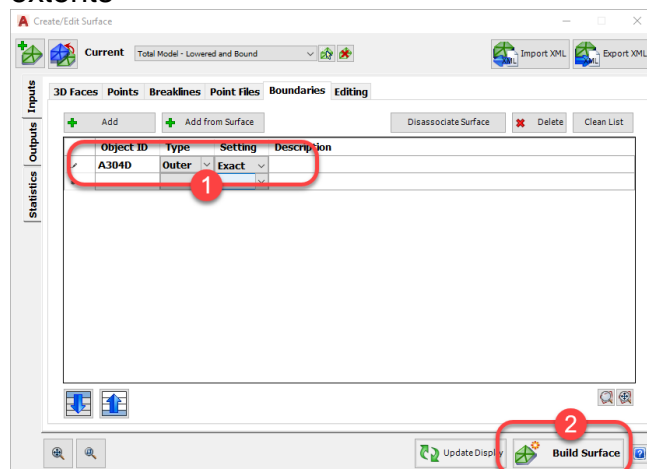 Create/Edit Surface
Current Total Model - Lowered and Bound Import XML Export XML
Inputs
Outputs
Statistics
3D Faces Points Breaklines Point Files Boundaries Editing
Add Add from Surface Disassociate Surface Delete Clean List
Object ID Type Setting Description
A304D Outer Exact
1
2
Update Display Build Surface